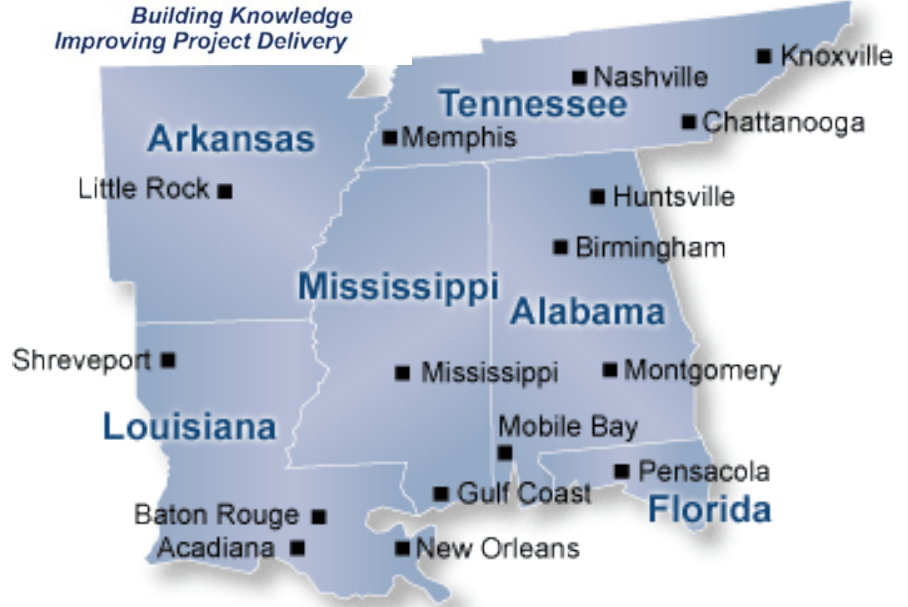 Building Knowledge
Improving Project Delivery
Knoxville
Nashville
Tennessee
Chattanooga
Arkansas
Memphis
Little Rock
Huntsville
Birmingham
Mississippi
Alabama
Shreveport
Mississippi
Montgomery
Louisiana
Mobile Bay
Pensacola
Gulf Coast
Florida
Baton Rouge
Acadiana
New Orleans